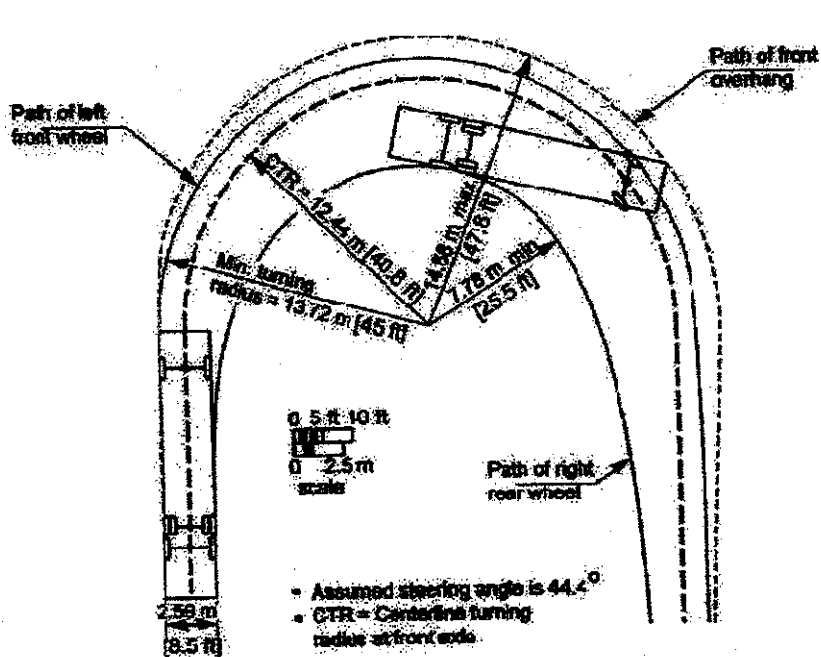 Path of front
overhang
Path of left
front wheel
CTR = 12.44 m [40.8 ft]
14.56 m max
[47.8 ft]
7.76 m min
[25.5 ft]
Min. turning
radius = 13.72 m [45 ft]
0 5 ft 10 ft
0 2.5 m
scale
Path of right
rear wheel
• Assumed steering angle is 44.4°
• CTR = Centerline turning
radius at front axle
2.59 m
[8.5 ft]